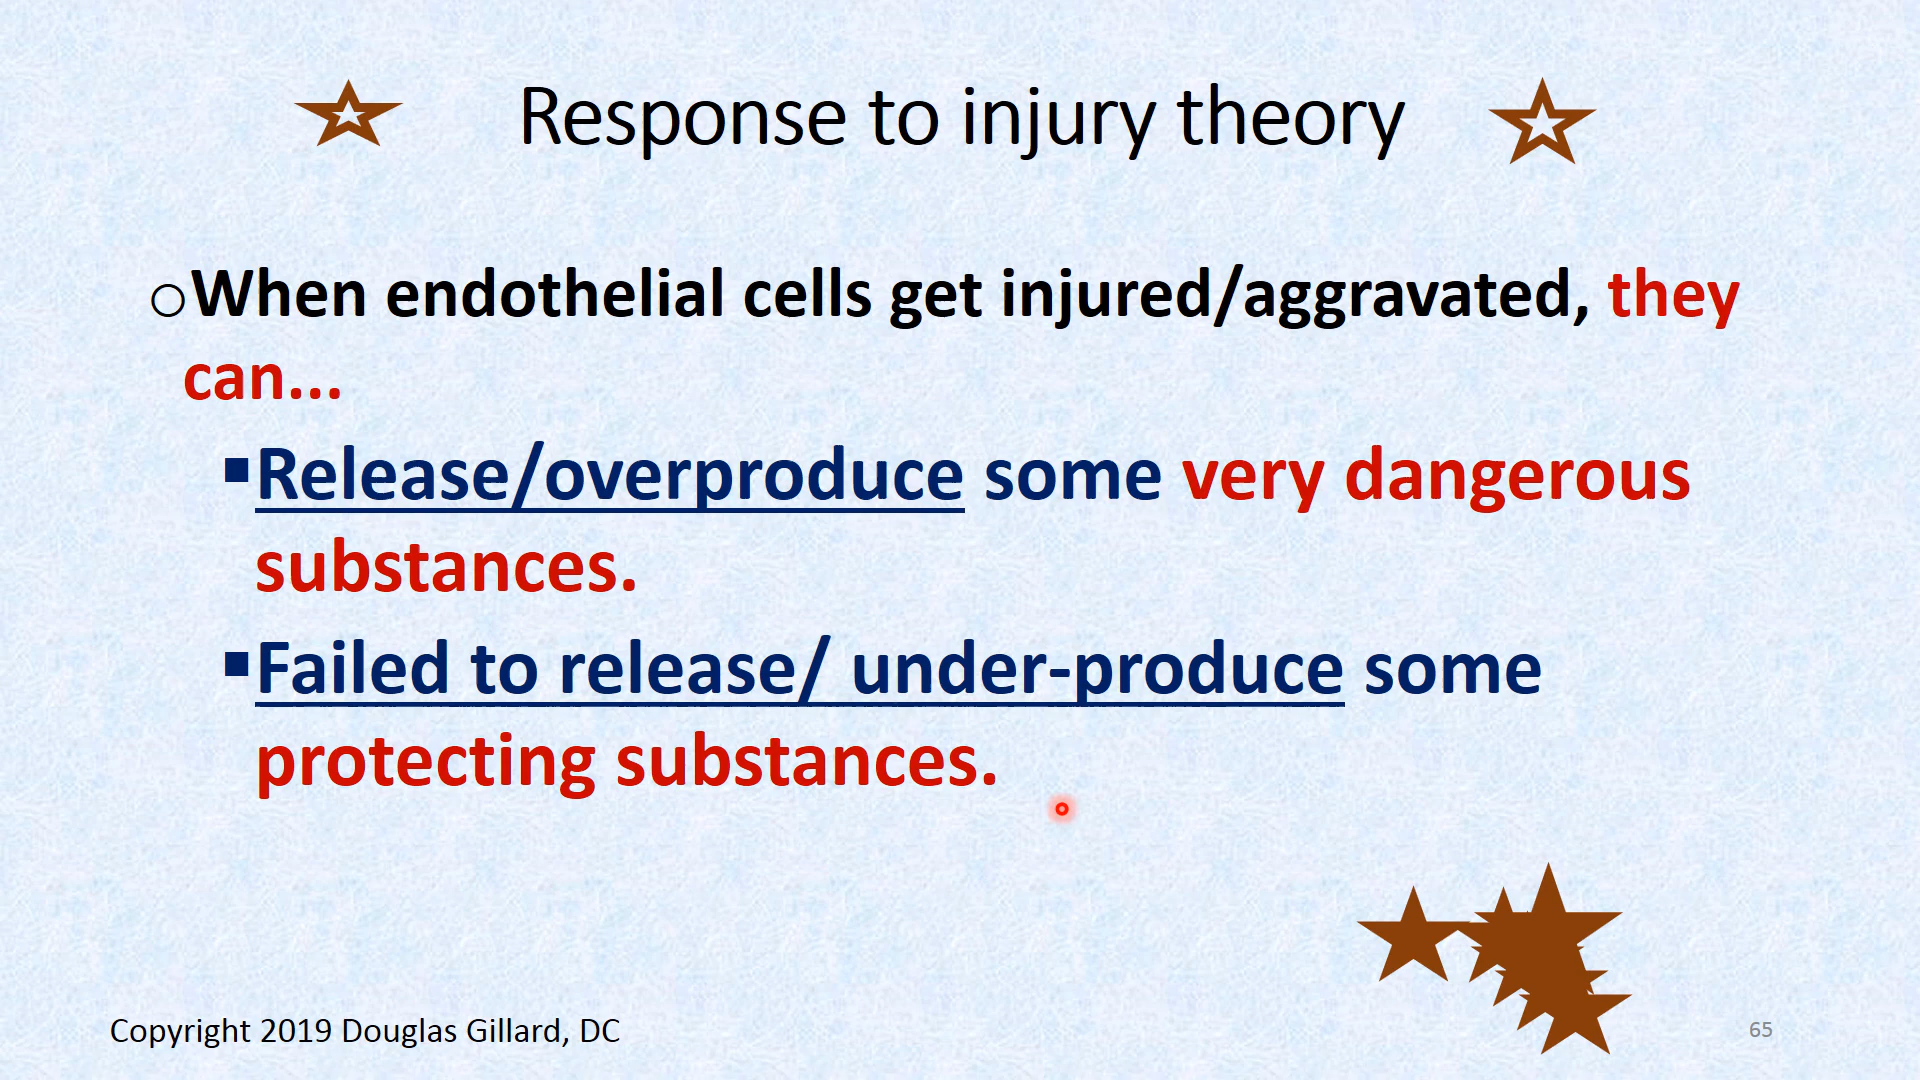 Response to injury theory
○When endothelial cells get injured/aggravated, they
can...
▪Release/overproduce some very dangerous
substances.
▪Failed to release/ under-produce some
protecting substances.
Copyright 2019 Douglas Gillard, DC
65